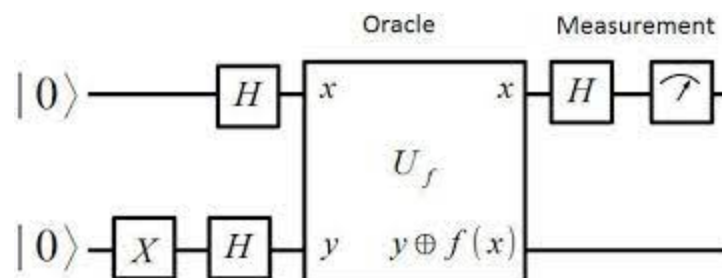 Oracle Measurement
|0⟩ H x x H
U_f
|0⟩ X H y y ⊕ f(x)